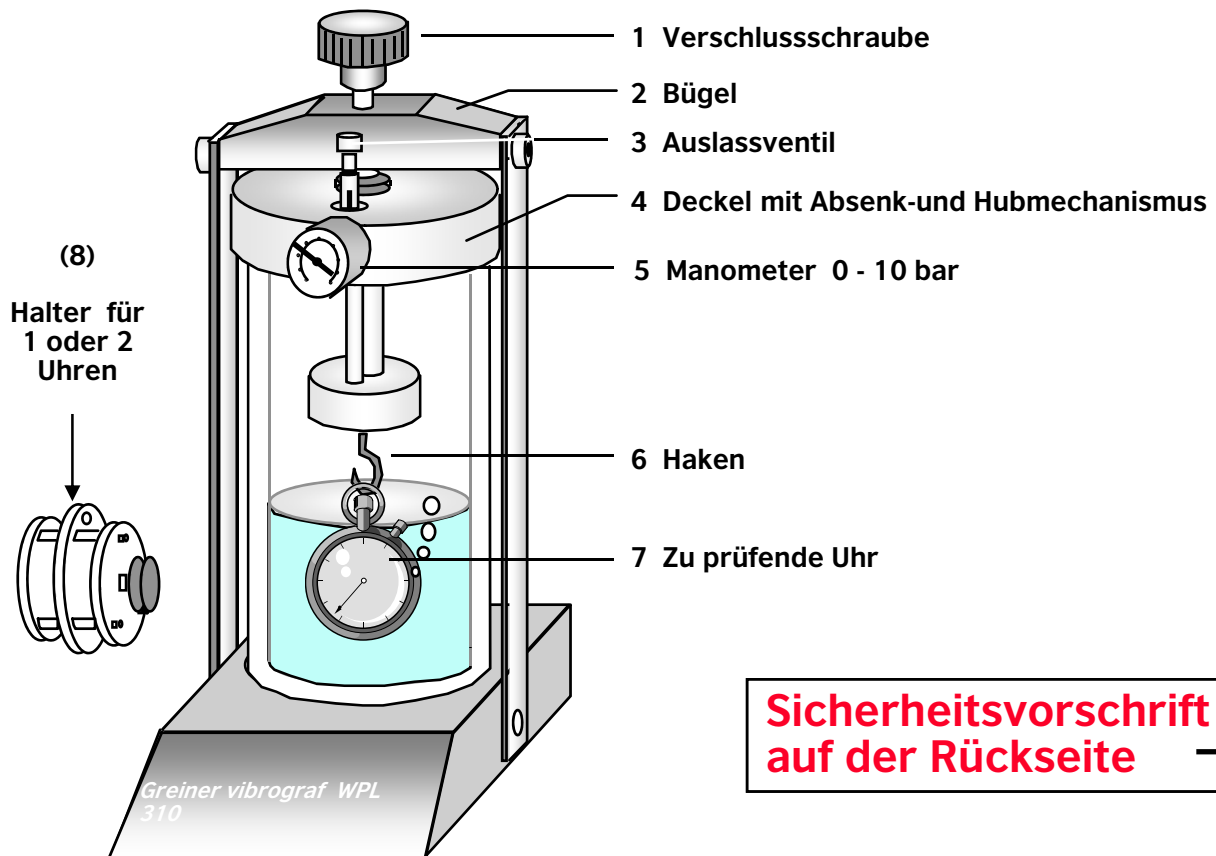 1 Verschlussschraube
2 Bügel
3 Auslassventil
4 Deckel mit Absenk-und Hubmechanismus
5 Manometer 0 - 10 bar
(8)
Halter für
1 oder 2
Uhren
6 Haken
7 Zu prüfende Uhr
Sicherheitsvorschrift
auf der Rückseite
Greiner vibrograf WPL
310